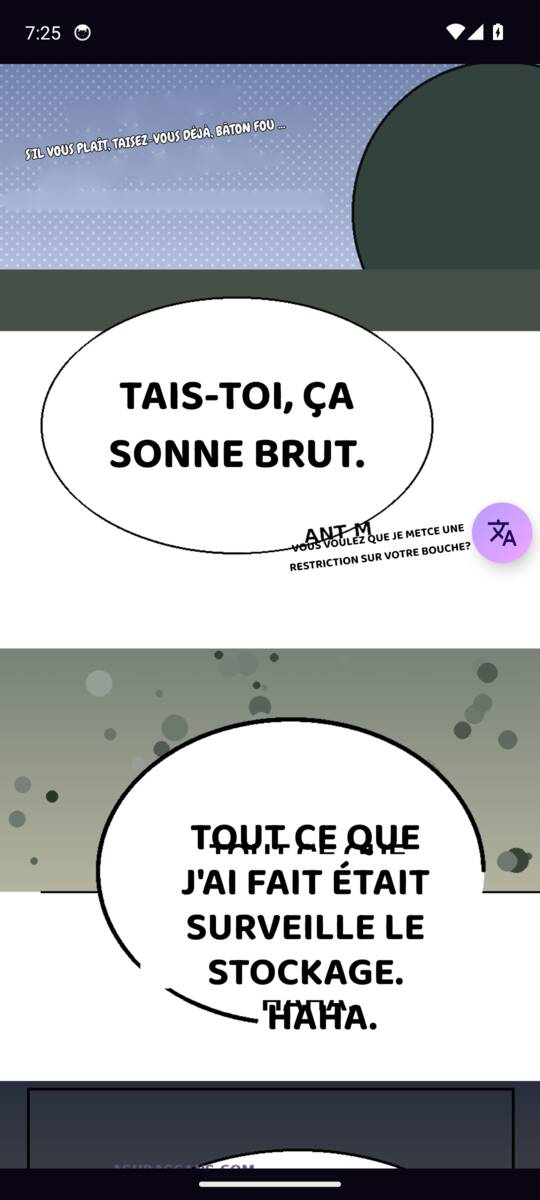 7:25
S'IL VOUS PLAÎT, TAISEZ-VOUS DÉJÀ, BÂTON FOU ...
TAIS-TOI, ÇA
SONNE BRUT.
ANT M
VOUS VOULEZ QUE JE METCE UNE
RESTRICTION SUR VOTRE BOUCHE?
TOUT CE QUE
J'AI FAIT ÉTAIT
SURVEILLE LE
STOCKAGE.
HAHA.